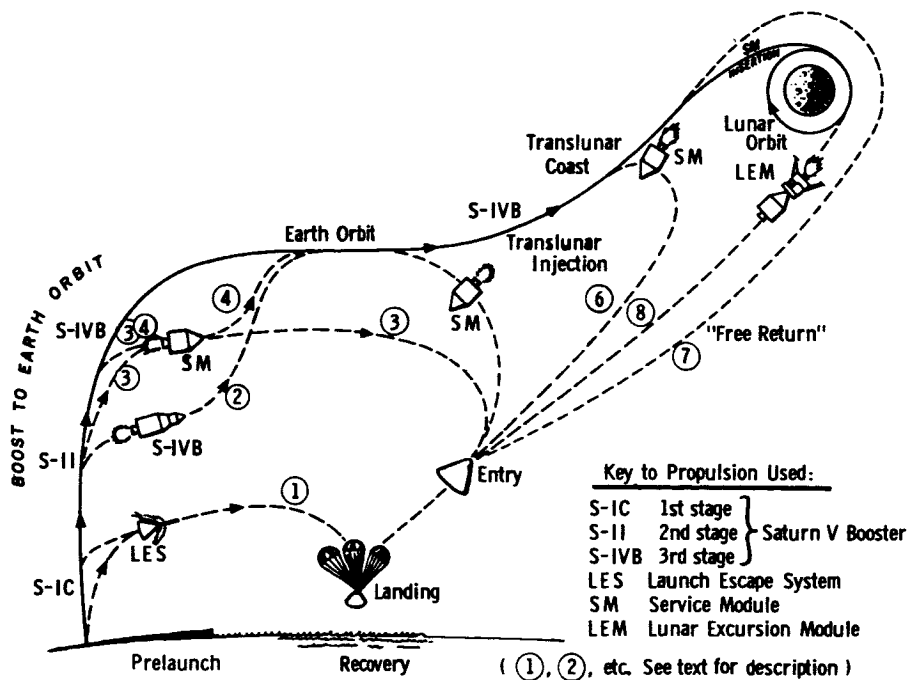 SM
INSERTION
Lunar
Orbit
Translunar
Coast
SM
LEM
S-IVB
Earth Orbit
Translunar
Injection
BOOST TO EARTH ORBIT
④
⑥
SM
⑧
S-IVB
③④
③
"Free Return"
SM
⑦
③
②
S-IVB
S-II
Entry
①
LES
S-IC
Landing
Prelaunch
Recovery
Key to Propulsion Used:
S-IC 1st stage
S-II 2nd stage } Saturn V Booster
S-IVB 3rd stage
LES Launch Escape System
SM Service Module
LEM Lunar Excursion Module
( ①, ②, etc. See text for description )